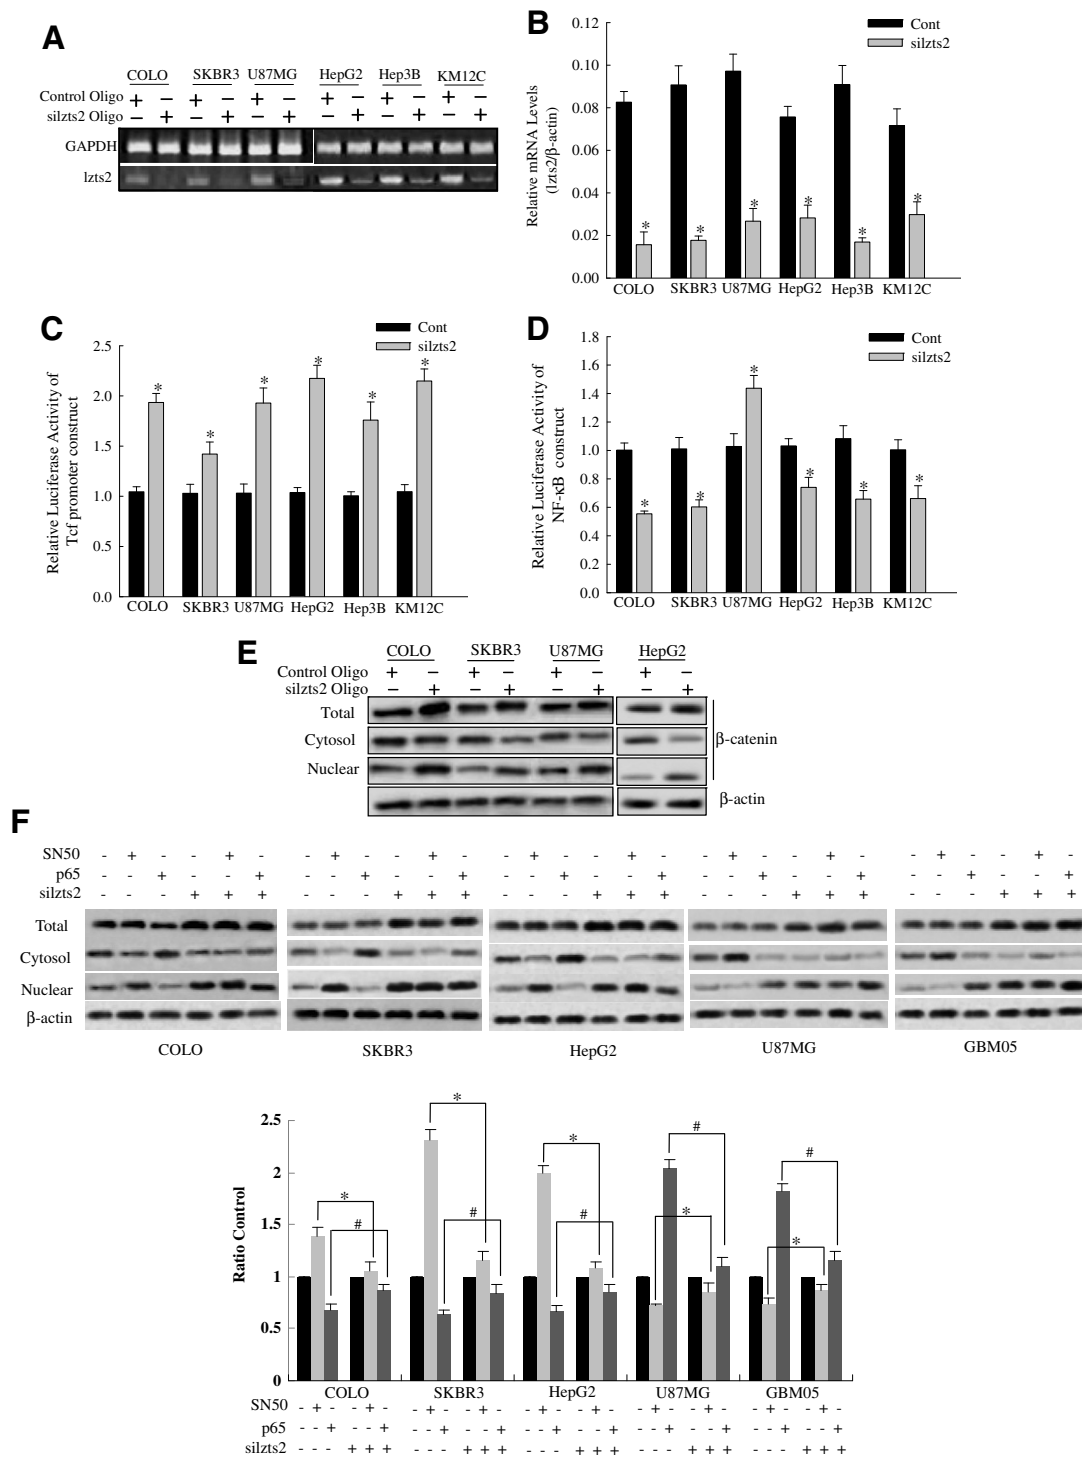 A
COLO SKBR3 U87MG HepG2 Hep3B KM12C
Control Oligo + − + − + − + − + − + −
silzts2 Oligo − + − + − + − + − + − +
GAPDH
lzts2
B
Cont
silzts2
Relative mRNA Levels
(lzts2/β-actin)
0.12
0.10
0.08
0.06
0.04
0.02
0.00
* * * * * *
COLO SKBR3 U87MG HepG2 Hep3B KM12C
C
Cont
silzts2
Relative Luciferase Activity of
Tcf promoter construct
2.5
2.0
1.5
1.0
0.5
0.0
* * * * * *
COLO SKBR3 U87MG HepG2 Hep3B KM12C
D
Cont
silzts2
Relative Luciferase Activity of
NF-κB construct
1.8
1.6
1.4
1.2
1.0
0.8
0.6
0.4
0.2
0.0
* * * * * *
COLO SKBR3 U87MG HepG2 Hep3B KM12C
E
COLO SKBR3 U87MG HepG2
Control Oligo + − + − + − + −
silzts2 Oligo − + − + − + − +
Total
Cytosol
Nuclear
β-catenin
β-actin
F
SN50 - + - - + - - + - - + - - + - - + - - + - - + - - + - - + -
p65 - - + - - + - - + - - + - - + - - + - - + - - + - - + - - +
silzts2 - - - + + + - - - + + + - - - + + + - - - + + + - - - + + +
Total
Cytosol
Nuclear
β-actin
COLO SKBR3 HepG2 U87MG GBM05
Ratio Control
2.5
2
1.5
1
0.5
0
* # * # * # * # * #
COLO SKBR3 HepG2 U87MG GBM05
SN50 - + - - + - - + - - + - - + - - + - - + - - + - - + - - + -
p65 - - + - - + - - + - - + - - + - - + - - + - - + - - + - - +
silzts2 - - - + + + - - - + + + - - - + + + - - - + + + - - - + + +